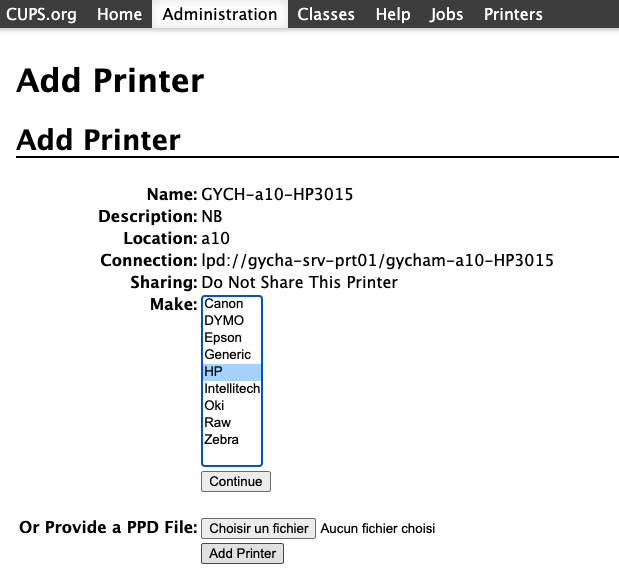 CUPS.org Home Administration Classes Help Jobs Printers
Add Printer
Add Printer
Name: GYCH-a10-HP3015
Description: NB
Location: a10
Connection: lpd://gycha-srv-prt01/gycham-a10-HP3015
Sharing: Do Not Share This Printer
Make: Canon
DYMO
Epson
Generic
HP
Intellitech
Oki
Raw
Zebra
Continue
Or Provide a PPD File: Choisir un fichier Aucun fichier choisi
Add Printer